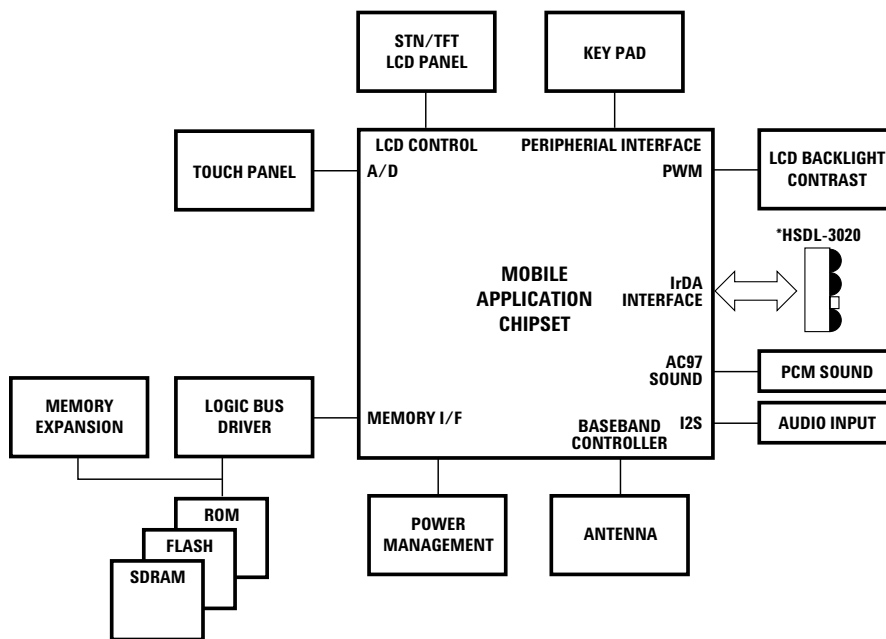 STN/TFT
LCD PANEL
KEY PAD
LCD CONTROL
PERIPHERIAL INTERFACE
TOUCH PANEL
A/D
PWM
LCD BACKLIGHT
CONTRAST
*HSDL-3020
MOBILE
APPLICATION
CHIPSET
IrDA
INTERFACE
AC97
SOUND
PCM SOUND
MEMORY
EXPANSION
LOGIC BUS
DRIVER
MEMORY I/F
BASEBAND
CONTROLLER
I2S
AUDIO INPUT
POWER
MANAGEMENT
ANTENNA
ROM
FLASH
SDRAM